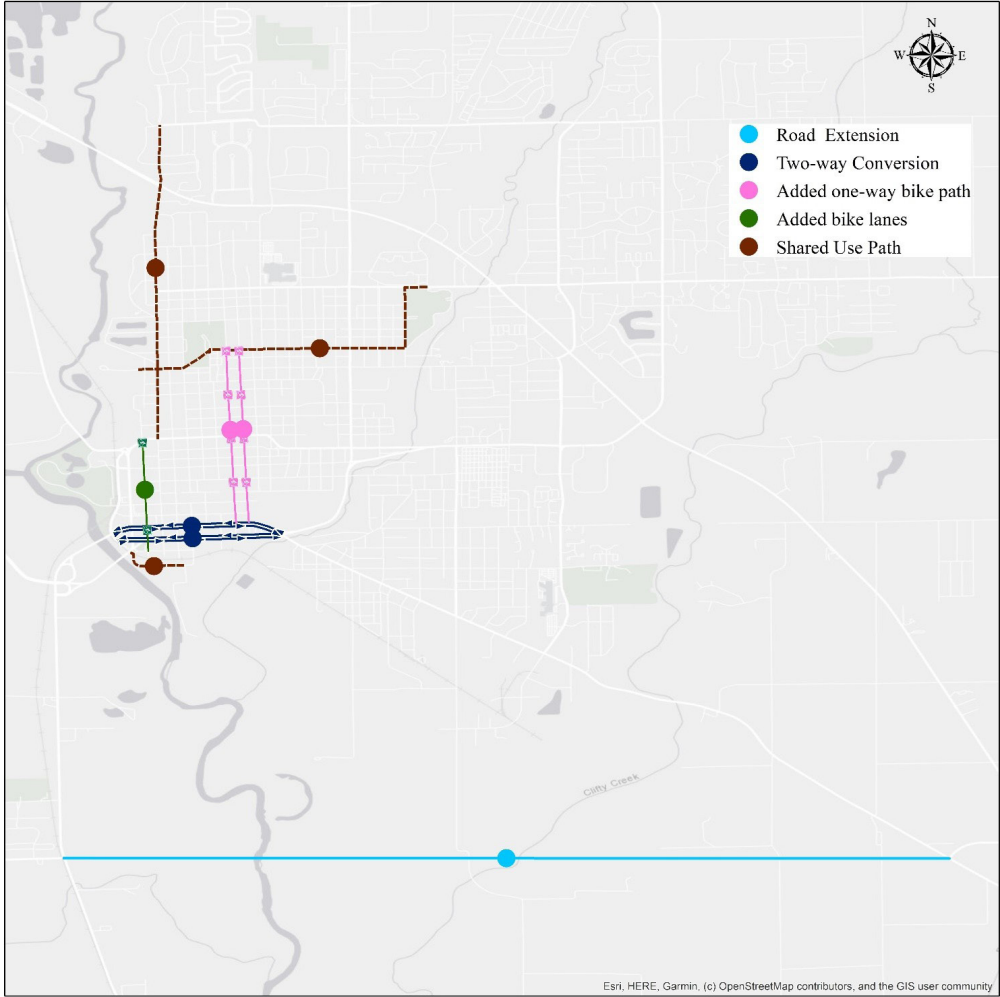 N
W E
S
Road Extension
Two-way Conversion
Added one-way bike path
Added bike lanes
Shared Use Path
Clifty Creek
Esri, HERE, Garmin, (c) OpenStreetMap contributors, and the GIS user community